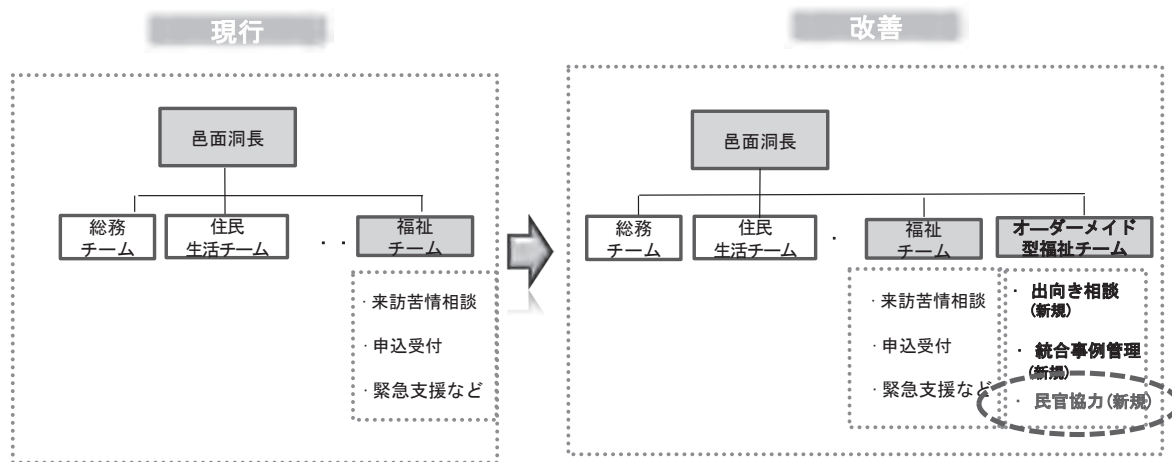 現行
邑面洞長
総務
チーム
住民
生活チーム
・・
福祉
チーム
・来訪苦情相談
・申込受付
・緊急支援など
改善
邑面洞長
総務
チーム
住民
生活チーム
・
福祉
チーム
オーダーメイド
型福祉チーム
・来訪苦情相談
・申込受付
・緊急支援など
・出向き相談
(新規)
・統合事例管理
(新規)
・民官協力(新規)